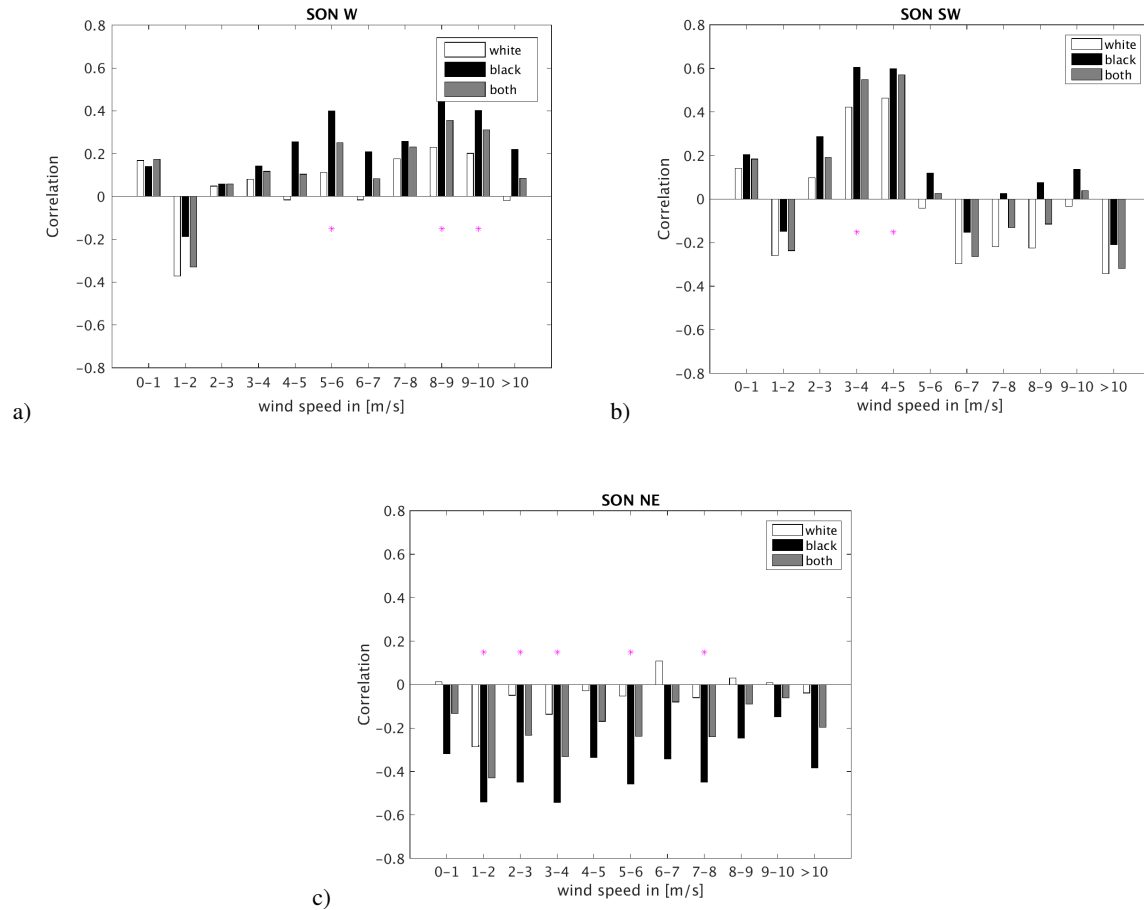 SON W
0.8
0.6
0.4
0.2
0
−0.2
−0.4
−0.6
−0.8
Correlation
white
black
both
0−1 1−2 2−3 3−4 4−5 5−6 6−7 7−8 8−9 9−10 >10
wind speed in [m/s]
a)
SON SW
0.8
0.6
0.4
0.2
0
−0.2
−0.4
−0.6
−0.8
Correlation
white
black
both
0−1 1−2 2−3 3−4 4−5 5−6 6−7 7−8 8−9 9−10 >10
wind speed in [m/s]
b)
SON NE
0.8
0.6
0.4
0.2
0
−0.2
−0.4
−0.6
−0.8
Correlation
white
black
both
0−1 1−2 2−3 3−4 4−5 5−6 6−7 7−8 8−9 9−10 >10
wind speed in [m/s]
c)